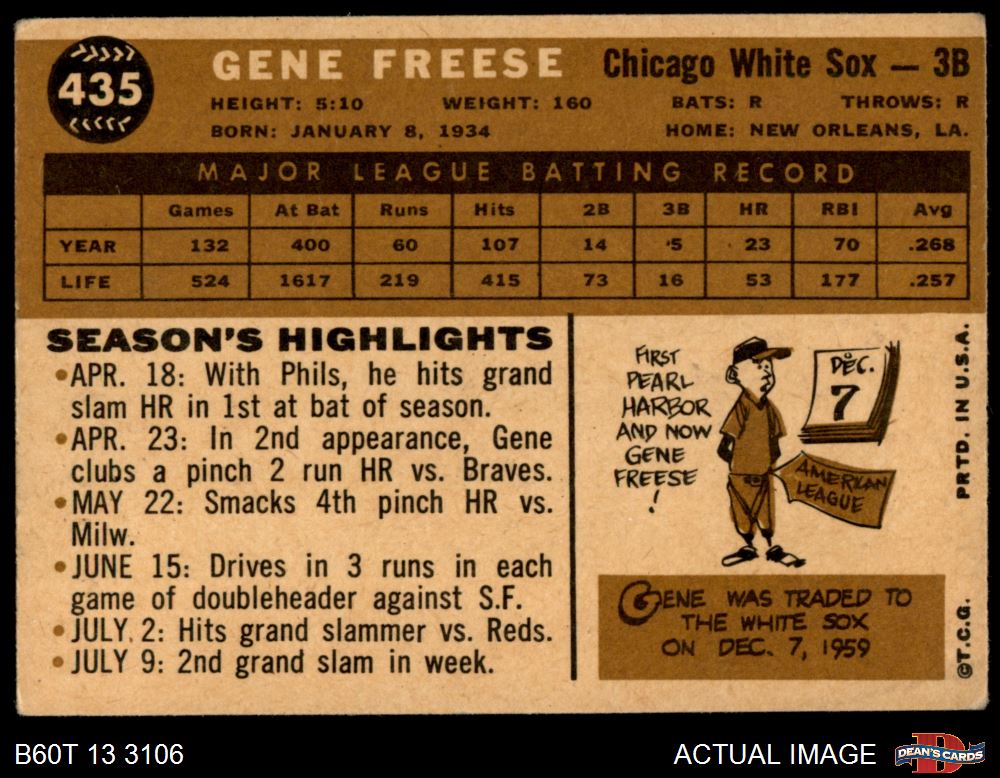 435
GENE FREESE
Chicago White Sox — 3B
HEIGHT: 5:10 WEIGHT: 160 BATS: R THROWS: R
BORN: JANUARY 8, 1934 HOME: NEW ORLEANS, LA.
MAJOR LEAGUE BATTING RECORD
Games At Bat Runs Hits 2B 3B HR RBI Avg
YEAR 132 400 60 107 14 5 23 70 .268
LIFE 524 1617 219 415 73 16 53 177 .257
SEASON'S HIGHLIGHTS
•APR. 18: With Phils, he hits grand
slam HR in 1st at bat of season.
•APR. 23: In 2nd appearance, Gene
clubs a pinch 2 run HR vs. Braves.
•MAY 22: Smacks 4th pinch HR vs.
Milw.
•JUNE 15: Drives in 3 runs in each
game of doubleheader against S.F.
•JULY 2: Hits grand slammer vs. Reds.
•JULY 9: 2nd grand slam in week.
FIRST
PEARL
HARBOR
AND NOW
GENE
FREESE
!
DEC.
7
AMERICAN
LEAGUE
GENE WAS TRADED TO
THE WHITE SOX
ON DEC. 7, 1959
PRTD. IN U.S.A.
©T.C.G.
B60T 13 3106
ACTUAL IMAGE
DEAN'S CARDS